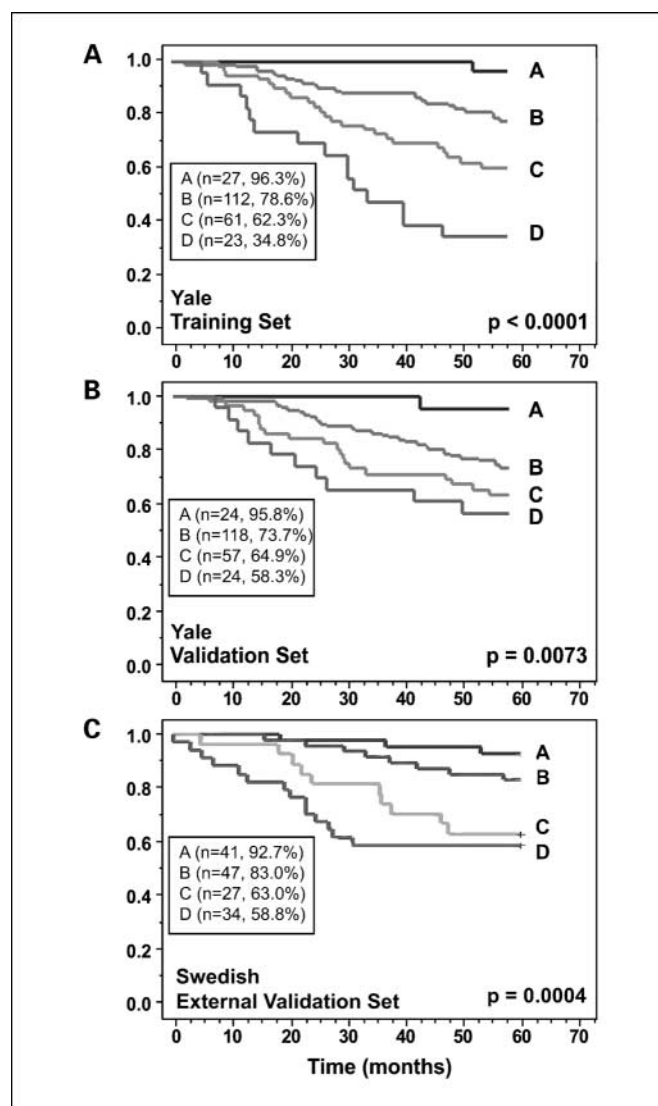 A
1.0
0.8
0.6
0.4
0.2
0.0
A
B
C
D
A (n=27, 96.3%)
B (n=112, 78.6%)
C (n=61, 62.3%)
D (n=23, 34.8%)
Yale
Training Set
p < 0.0001
0 10 20 30 40 50 60 70
B
1.0
0.8
0.6
0.4
0.2
0.0
A
B
C
D
A (n=24, 95.8%)
B (n=118, 73.7%)
C (n=57, 64.9%)
D (n=24, 58.3%)
Yale
Validation Set
p = 0.0073
0 10 20 30 40 50 60 70
C
1.0
0.8
0.6
0.4
0.2
0.0
A
B
C
D
A (n=41, 92.7%)
B (n=47, 83.0%)
C (n=27, 63.0%)
D (n=34, 58.8%)
Swedish
External Validation Set
p = 0.0004
0 10 20 30 40 50 60 70
Time (months)